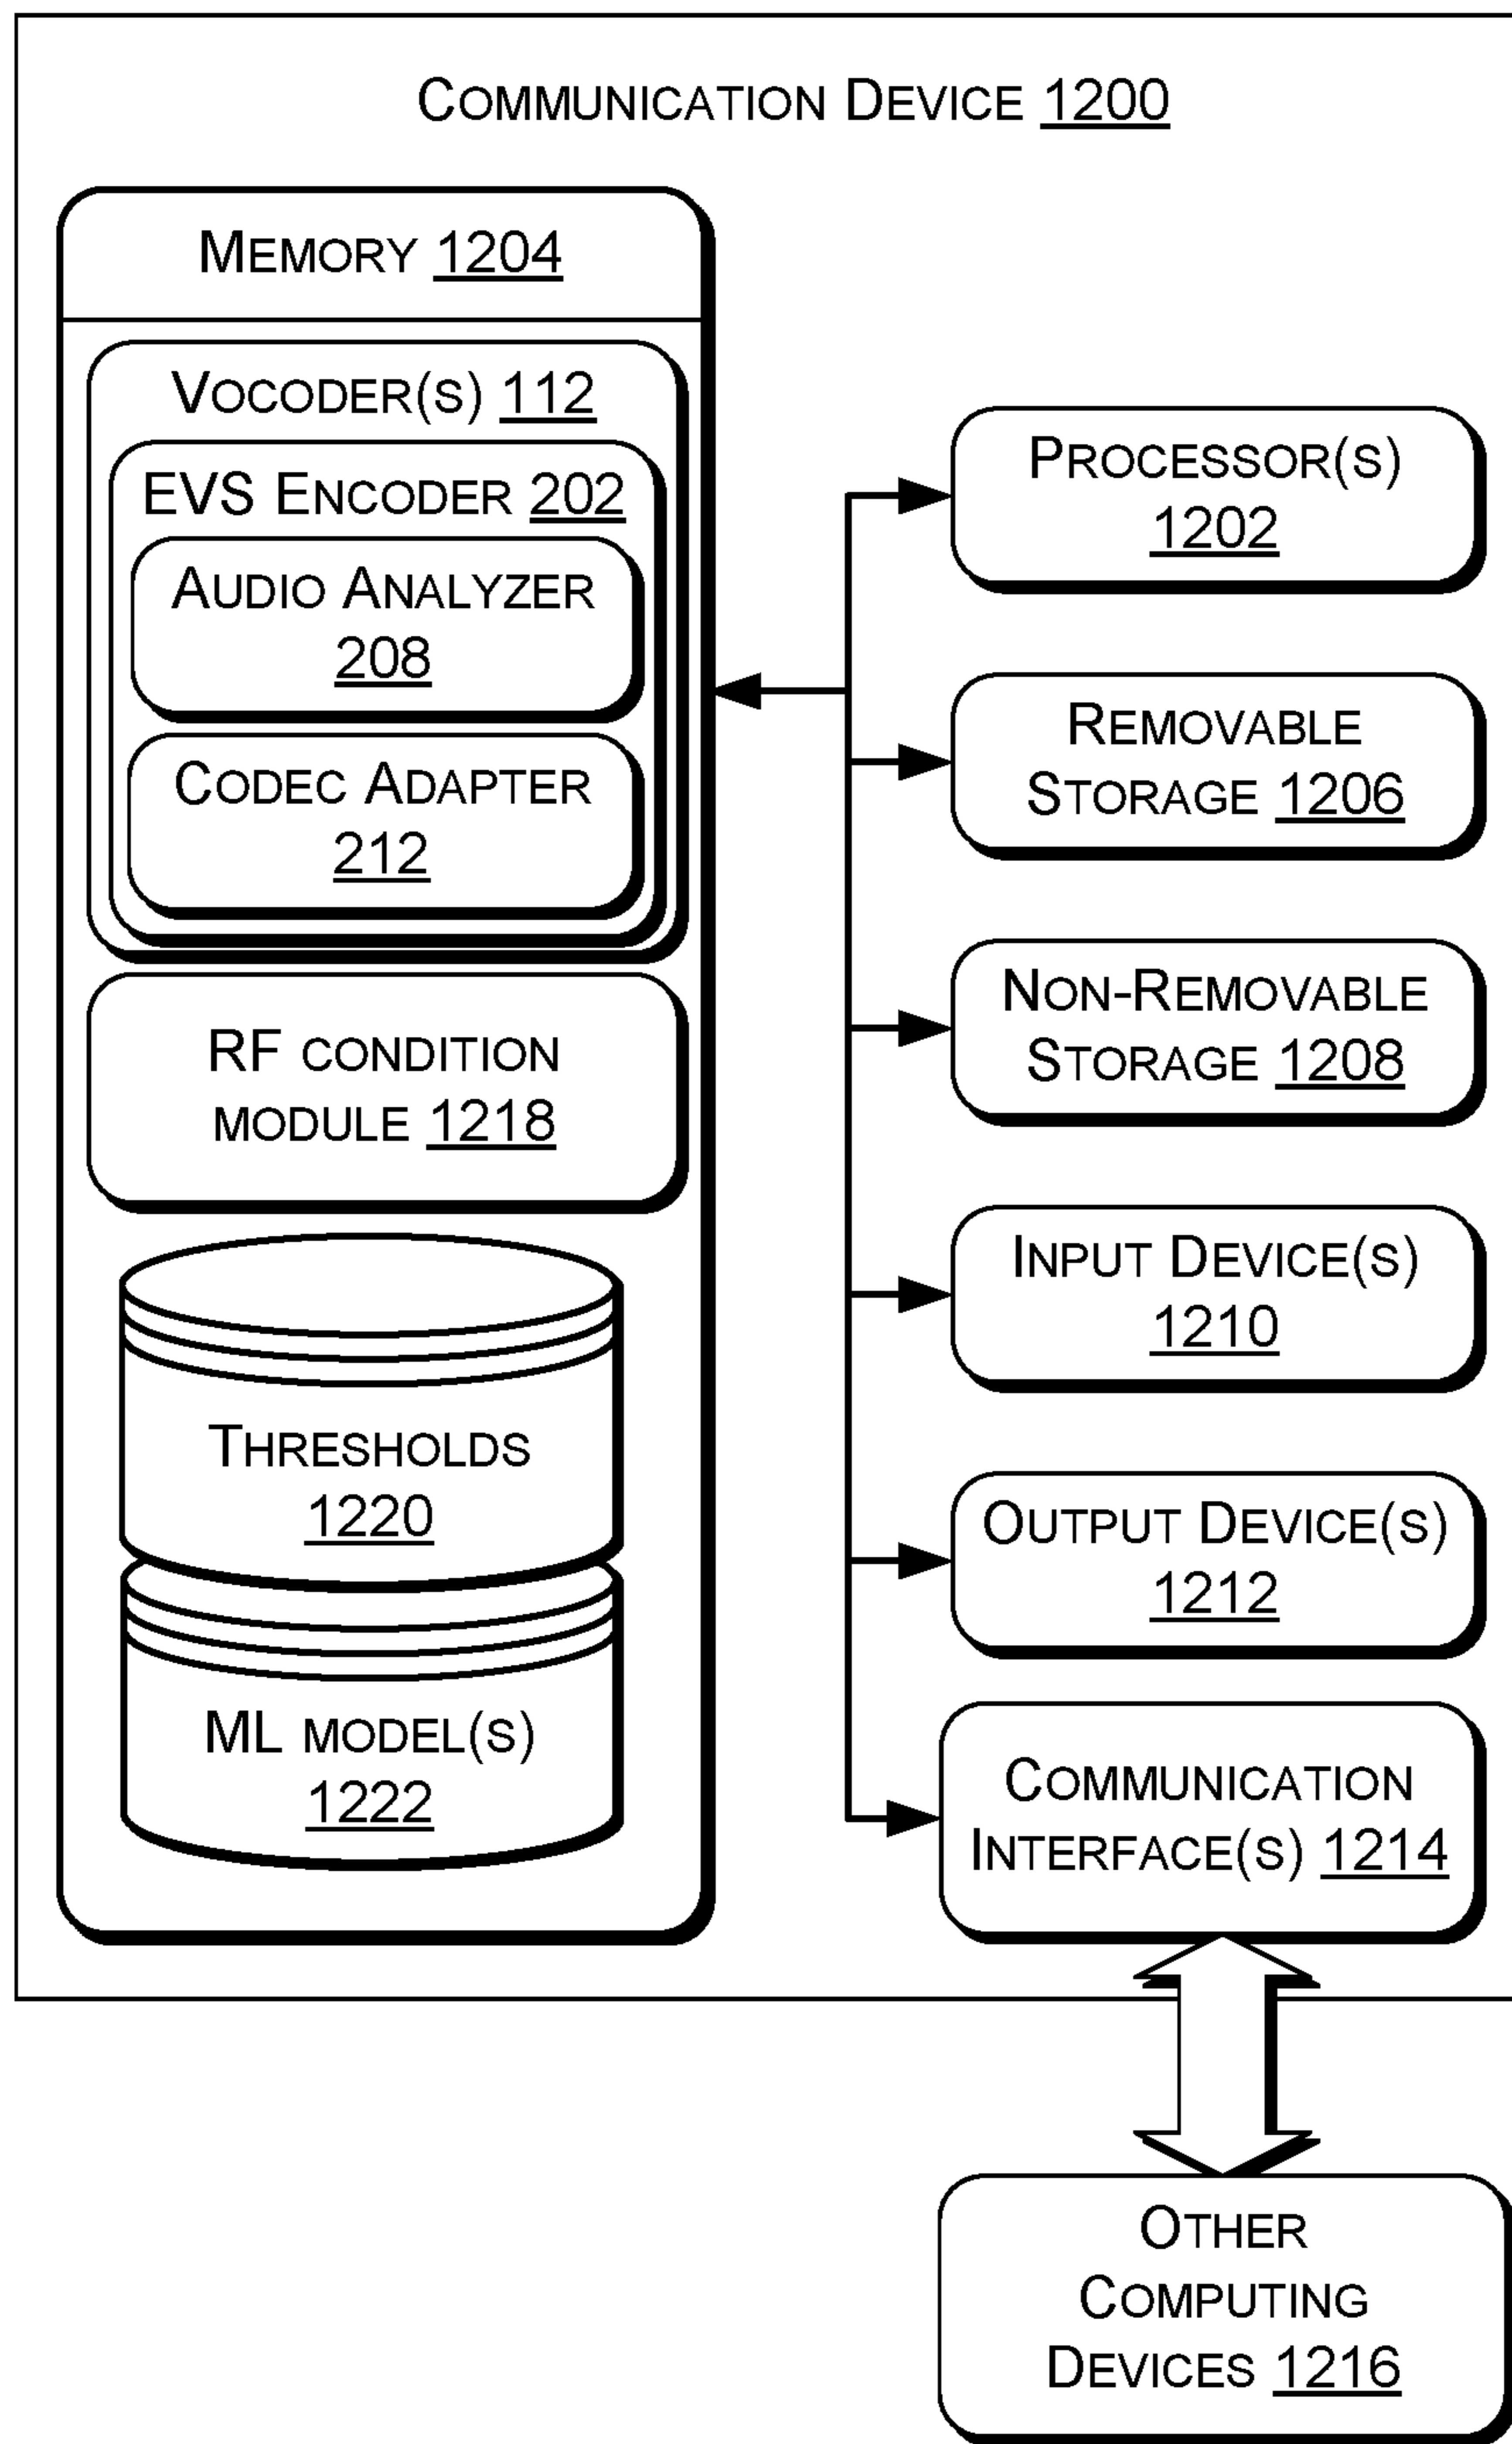 COMMUNICATION DEVICE 1200
MEMORY 1204
VOCODER(S) 112
EVS ENCODER 202
AUDIO ANALYZER
208
CODEC ADAPTER
212
RF CONDITION
MODULE 1218
THRESHOLDS
1220
ML MODEL(S)
1222
PROCESSOR(S)
1202
REMOVABLE
STORAGE 1206
NON-REMOVABLE
STORAGE 1208
INPUT DEVICE(S)
1210
OUTPUT DEVICE(S)
1212
COMMUNICATION
INTERFACE(S) 1214
OTHER
COMPUTING
DEVICES 1216